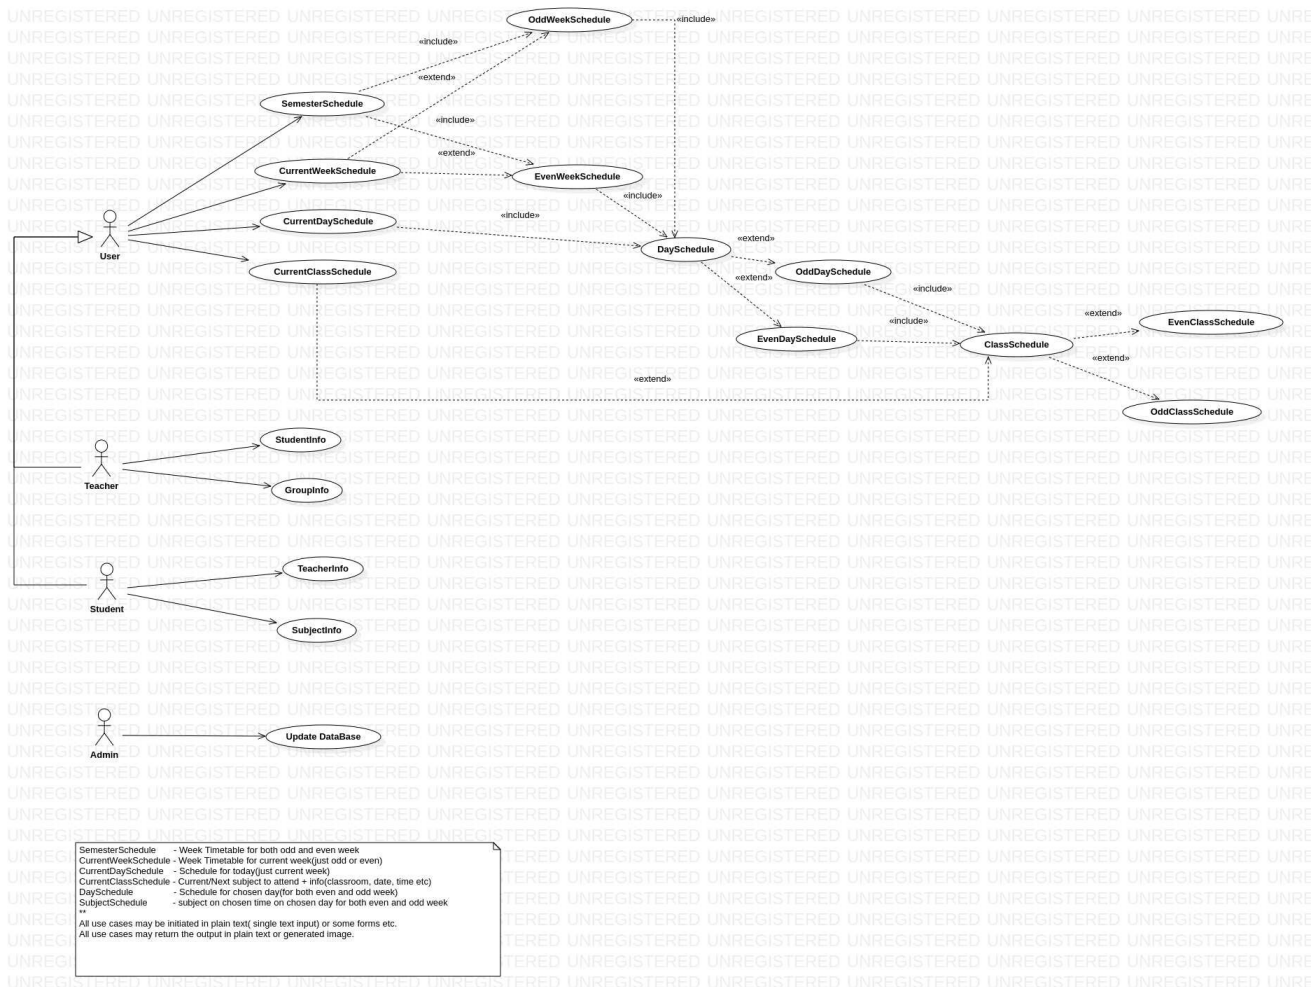 OddWeekSchedule
«include»
«include»
«extend»
SemesterSchedule
«include»
«extend»
CurrentWeekSchedule
EvenWeekSchedule
«include»
«include»
CurrentDaySchedule
User
DaySchedule
«extend»
CurrentClassSchedule
OddDaySchedule
«extend»
«include»
«extend»
EvenClassSchedule
«include»
EvenDaySchedule
ClassSchedule
«extend»
«extend»
OddClassSchedule
StudentInfo
Teacher
GroupInfo
TeacherInfo
Student
SubjectInfo
Admin
Update DataBase
SemesterSchedule - Week Timetable for both odd and even week
CurrentWeekSchedule - Week Timetable for current week(just odd or even)
CurrentDaySchedule - Schedule for today(just current week)
CurrentClassSchedule - Current/Next subject to attend + info(classroom, date, time etc)
DaySchedule - Schedule for chosen day(for both even and odd week)
SubjectSchedule - subject on chosen time on chosen day for both even and odd week
**
All use cases may be initiated in plain text( single text input) or some forms etc.
All use cases may return the output in plain text or generated image.
UNREGISTERED